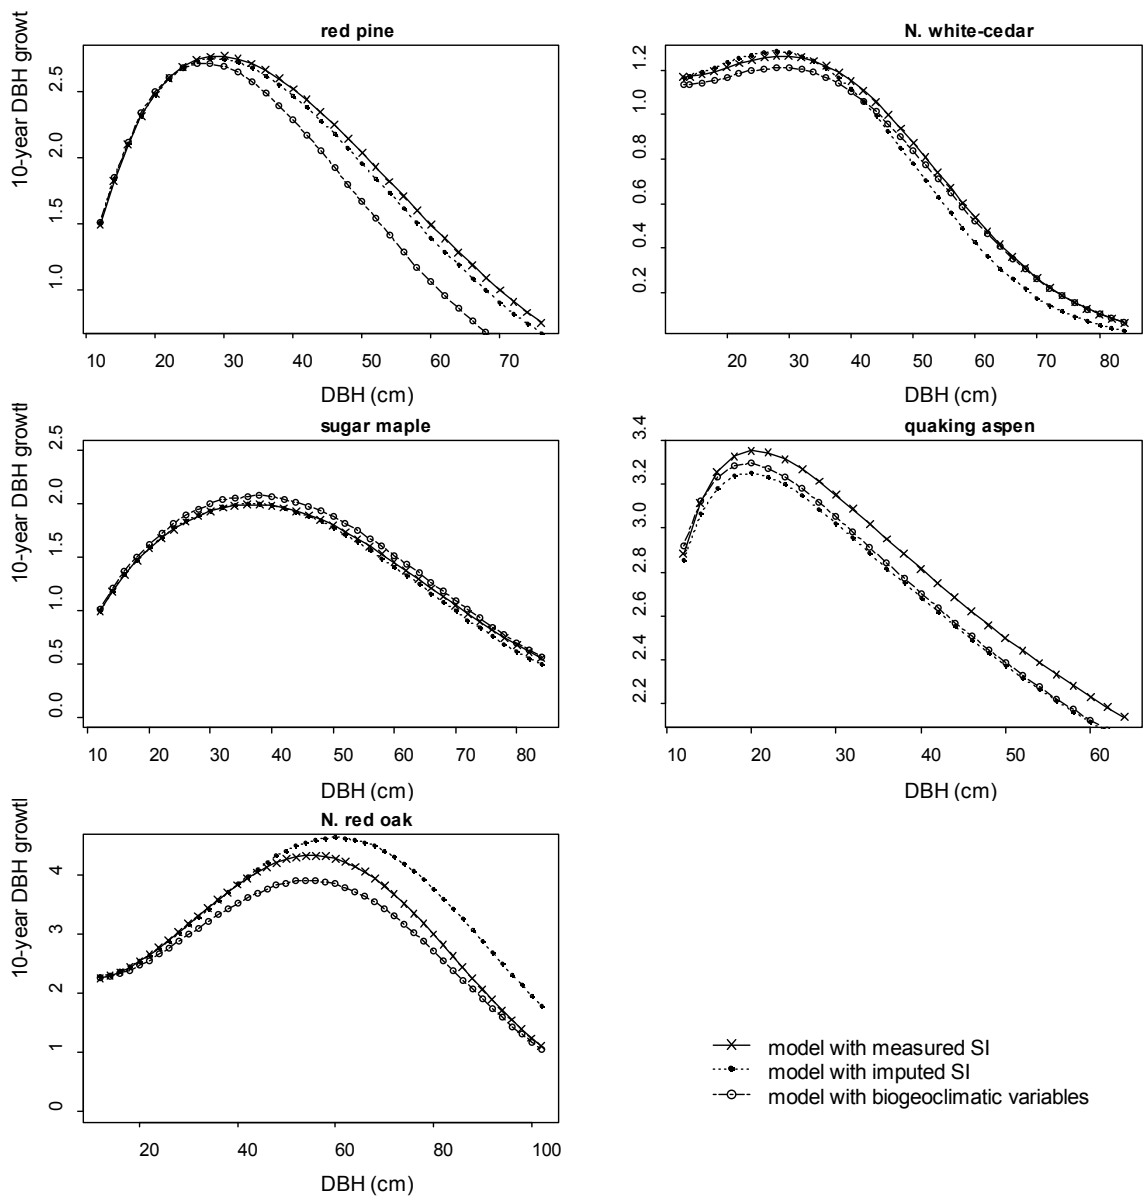 red pine
10-year DBH growt
2.5
2.0
1.5
1.0
10 20 30 40 50 60 70
DBH (cm)
N. white-cedar
1.2
1.0
0.8
0.6
0.4
0.2
20 30 40 50 60 70 80
DBH (cm)
sugar maple
10-year DBH growtl
2.5
2.0
1.5
1.0
0.5
0.0
10 20 30 40 50 60 70 80
DBH (cm)
quaking aspen
3.4
3.2
3.0
2.8
2.6
2.4
2.2
10 20 30 40 50 60
DBH (cm)
N. red oak
10-year DBH growtl
4
3
2
1
0
20 40 60 80 100
DBH (cm)
model with measured SI
model with imputed SI
model with biogeoclimatic variables